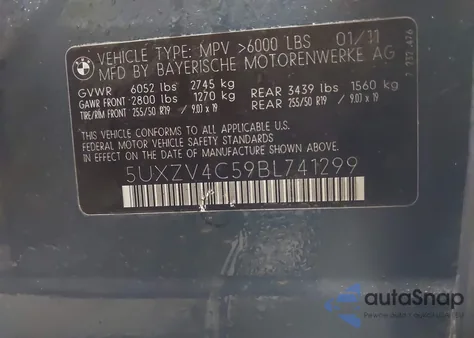 BMW
VEHICLE TYPE: MPV >6000 LBS 01/11
MFD BY BAYERISCHE MOTORENWERKE AG
GVWR 6052 lbs 2745 kg
GAWR FRONT 2800 lbs 1270 kg REAR 3439 lbs 1560 kg
TIRE/RIM FRONT 255/50 R19 / 9.0J x 19 REAR 255/50 R19 / 9.0J x 19
THIS VEHICLE CONFORMS TO ALL APPLICABLE U.S.
FEDERAL MOTOR VEHICLE SAFETY STANDARDS
IN EFFECT ON THE DATE OF MANUFACTURE
SHOWN ABOVE.
5UXZV4C59BL741299
autoSnap